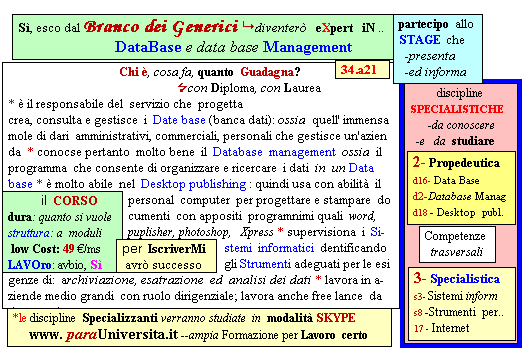 Sì, esco dal Branco dei Generici ↪diventerò eXpert iN ..
DataBase e data base Management
partecipo allo
STAGE che
-presenta
-ed informa
Chi è, cosa fa, quanto Guadagna?
34.a21
con Diploma, con Laurea
* è il responsabile del servizio che progetta
crea, consulta e gestisce i Date base (banca dati): ossia quell' immensa
mole di dari amministrativi, commerciali, personali che gestisce un'azien
da * conosce pertanto molto bene il Database management ossia il
programma che consente di organizzare e ricercare i dati in un Data
base * è molto abile nel Desktop publishing : quindi usa con abilità il
personal computer per progettare e stampare do
cumenti con appositi programnimi quali word,
puplisher, photoshop, Xpress * supervisiona i Si-
stemi informatici dentificando
gli Strumenti adeguati per le esi
genze di: archiviazione, esatrazione ed analisi dei dati * lavora in a-
ziende medio grandi con ruolo dirigenziale; lavora anche free lance da
il CORSO
dura: quanto si vuole
struttura: a moduli
low Cost: 49 €/ms
LAVOro: avbio, Sì
per IscriverMi
avrò successo
discipline
SPECIALISTICHE
-da conoscere
-e da studiare
2- Propedeutica
d16- Data Base
d2-Database Manag
d18 - Desktop publ.
Competenze
trasversali
3- Specialistica
s3- Sistemi inform
s8 -Strumenti per..
17 - Internet
*le discipline Specializzanti verranno studiate in modalità SKYPE
www. paraUniversita.it --ampia Formazione per Lavoro certo